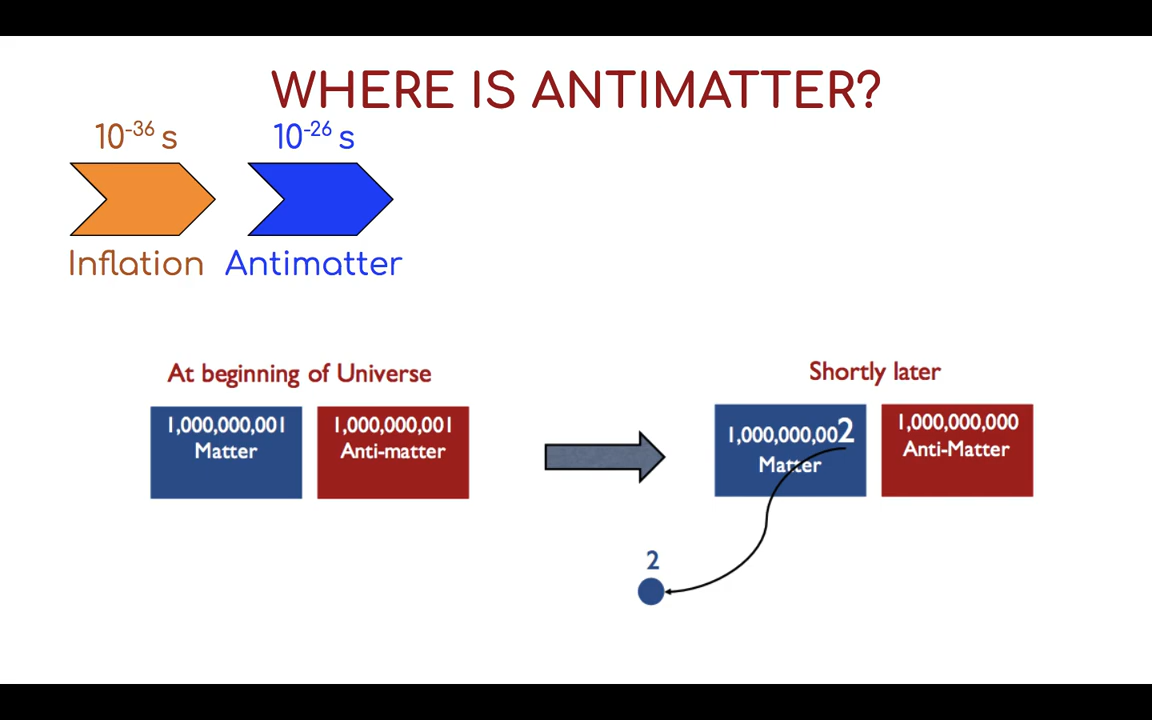 WHERE IS ANTIMATTER?
10⁻³⁶ s
10⁻²⁶ s
Inflation
Antimatter
At beginning of Universe
1,000,000,001
Matter
1,000,000,001
Anti-matter
Shortly later
1,000,000,002
Matter
1,000,000,000
Anti-Matter
2